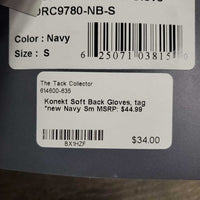 RC9780-NB-S
Color : Navy
Size : S
6 25071 03815
The Tack Collector
614600-635
Konekt Soft Back Gloves, tag
*new Navy Sm MSRP: $44.99
BX1HZF
$34.00